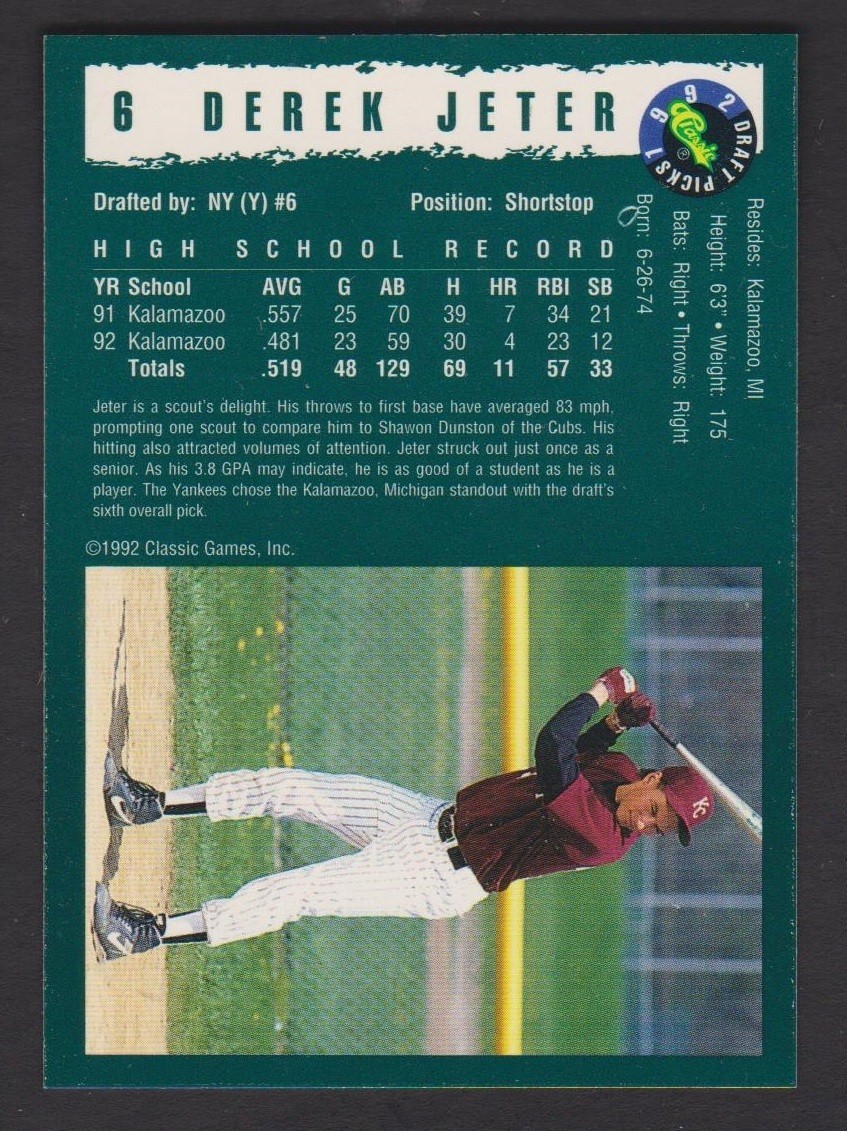 6 DEREK JETER
1992 DRAFT PICKS
Classic
®
Drafted by: NY (Y) #6 Position: Shortstop
HIGH SCHOOL RECORD
YR School AVG G AB H HR RBI SB
91 Kalamazoo .557 25 70 39 7 34 21
92 Kalamazoo .481 23 59 30 4 23 12
Totals .519 48 129 69 11 57 33
Jeter is a scout's delight. His throws to first base have averaged 83 mph,
prompting one scout to compare him to Shawon Dunston of the Cubs. His
hitting also attracted volumes of attention. Jeter struck out just once as a
senior. As his 3.8 GPA may indicate, he is as good of a student as he is a
player. The Yankees chose the Kalamazoo, Michigan standout with the draft's
sixth overall pick.
©1992 Classic Games, Inc.
Resides: Kalamazoo, MI
Height: 6'3" • Weight: 175
Bats: Right • Throws: Right
Born: 6-26-74
KC